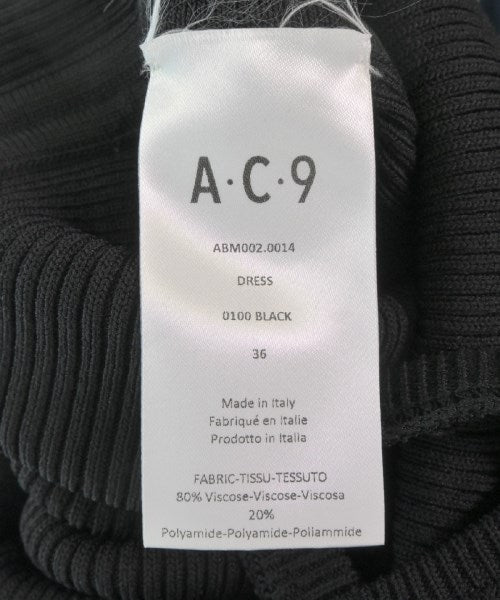 A·C·9
ABM002.0014
DRESS
0100 BLACK
36
Made in Italy
Fabriqué en Italie
Prodotto in Italia
FABRIC-TISSU-TESSUTO
80% Viscose-Viscose-Viscosa
20%
Polyamide-Polyamide-Poliammide